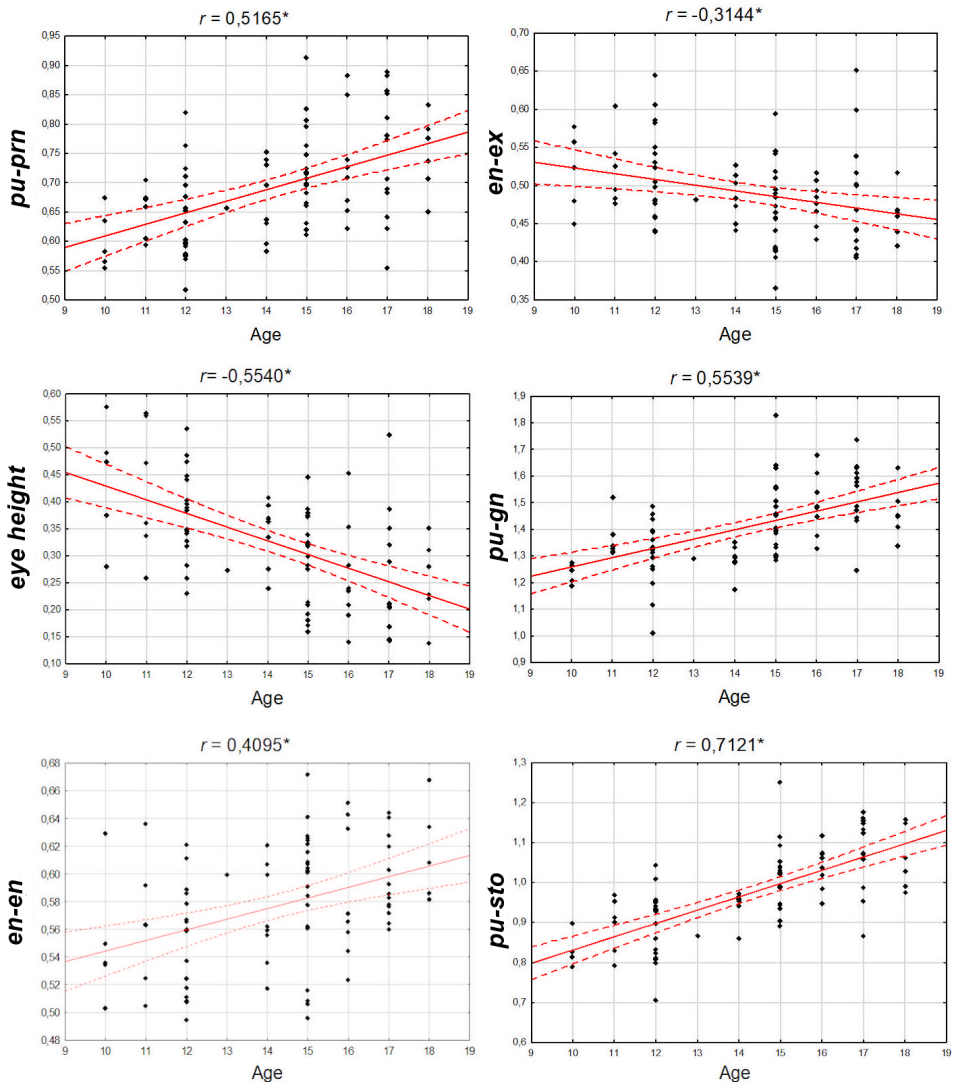 r = 0,5165*
pu-prn
0,95
0,90
0,85
0,80
0,75
0,70
0,65
0,60
0,55
0,50
9 10 11 12 13 14 15 16 17 18 19
Age
r = -0,3144*
en-ex
0,70
0,65
0,60
0,55
0,50
0,45
0,40
0,35
9 10 11 12 13 14 15 16 17 18 19
Age
r= -0,5540*
eye height
0,60
0,55
0,50
0,45
0,40
0,35
0,30
0,25
0,20
0,15
0,10
9 10 11 12 13 14 15 16 17 18 19
Age
r = 0,5539*
pu-gn
1,9
1,8
1,7
1,6
1,5
1,4
1,3
1,2
1,1
1,0
0,9
9 10 11 12 13 14 15 16 17 18 19
Age
r = 0,4095*
en-en
0,68
0,66
0,64
0,62
0,60
0,58
0,56
0,54
0,52
0,50
0,48
9 10 11 12 13 14 15 16 17 18 19
Age
r = 0,7121*
pu-sto
1,3
1,2
1,1
1,0
0,9
0,8
0,7
0,6
9 10 11 12 13 14 15 16 17 18 19
Age